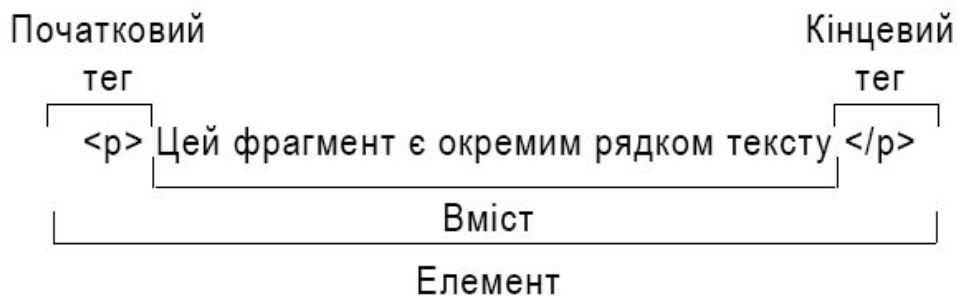 Початковий Кінцевий
тег тег
<p> Цей фрагмент є окремим рядком тексту </p>
Вміст
Елемент